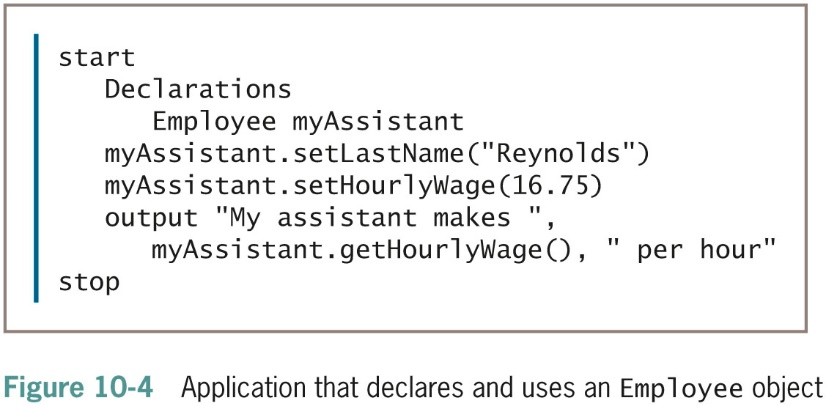 start
Declarations
Employee myAssistant
myAssistant.setLastName("Reynolds")
myAssistant.setHourlyWage(16.75)
output "My assistant makes ",
myAssistant.getHourlyWage(), " per hour"
stop
Figure 10-4 Application that declares and uses an Employee object